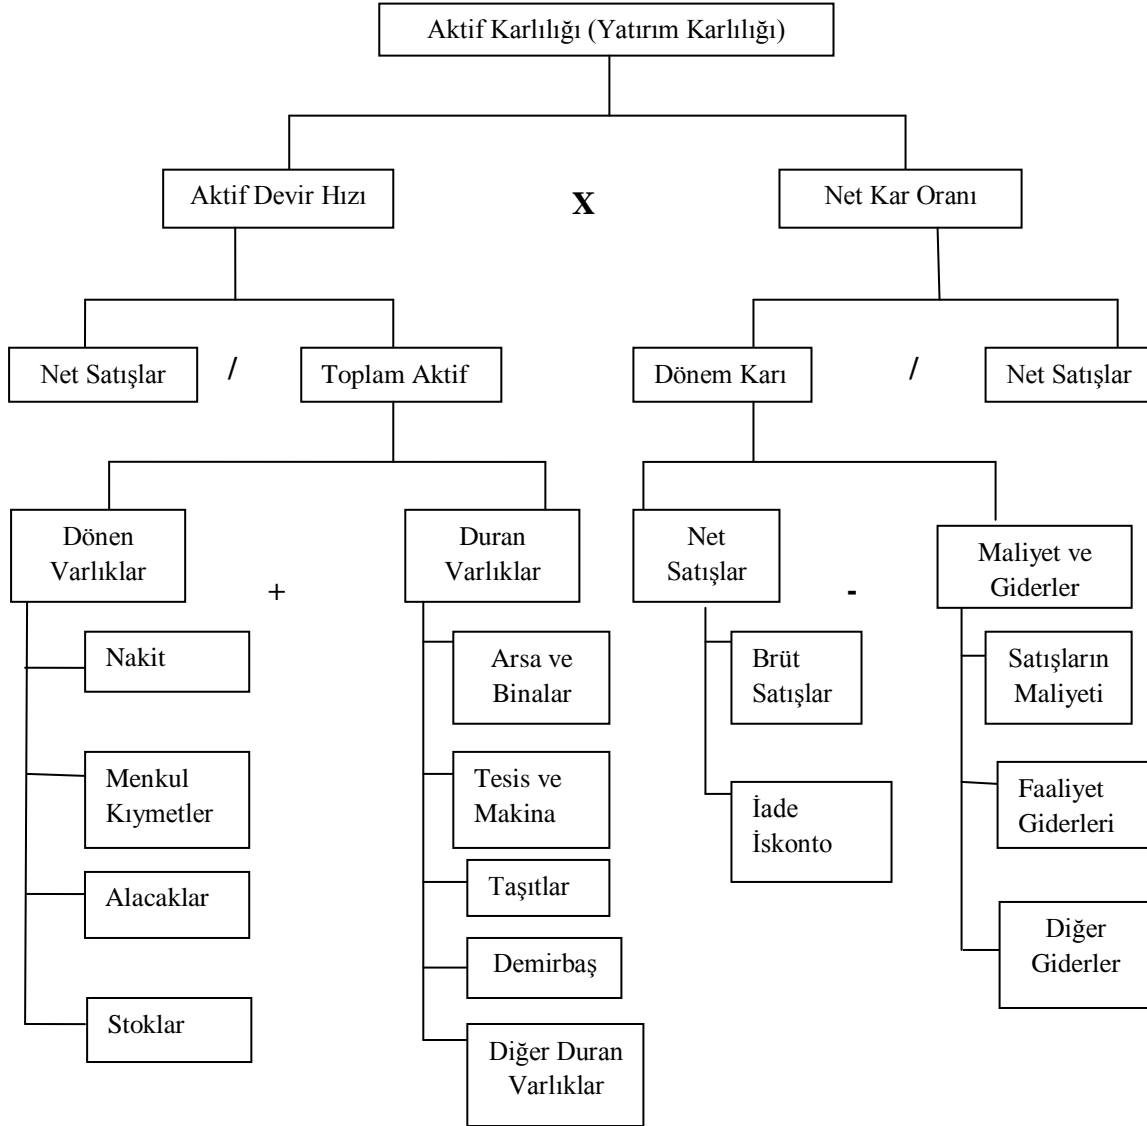 Aktif Karlılığı (Yatırım Karlılığı)
Aktif Devir Hızı
X
Net Kar Oranı
Net Satışlar
/
Toplam Aktif
Dönem Karı
/
Net Satışlar
Dönen
Varlıklar
+
Duran
Varlıklar
Net
Satışlar
-
Maliyet ve
Giderler
Nakit
Menkul
Kıymetler
Alacaklar
Stoklar
Arsa ve
Binalar
Tesis ve
Makina
Taşıtlar
Demirbaş
Diğer Duran
Varlıklar
Brüt
Satışlar
İade
İskonto
Satışların
Maliyeti
Faaliyet
Giderleri
Diğer
Giderler